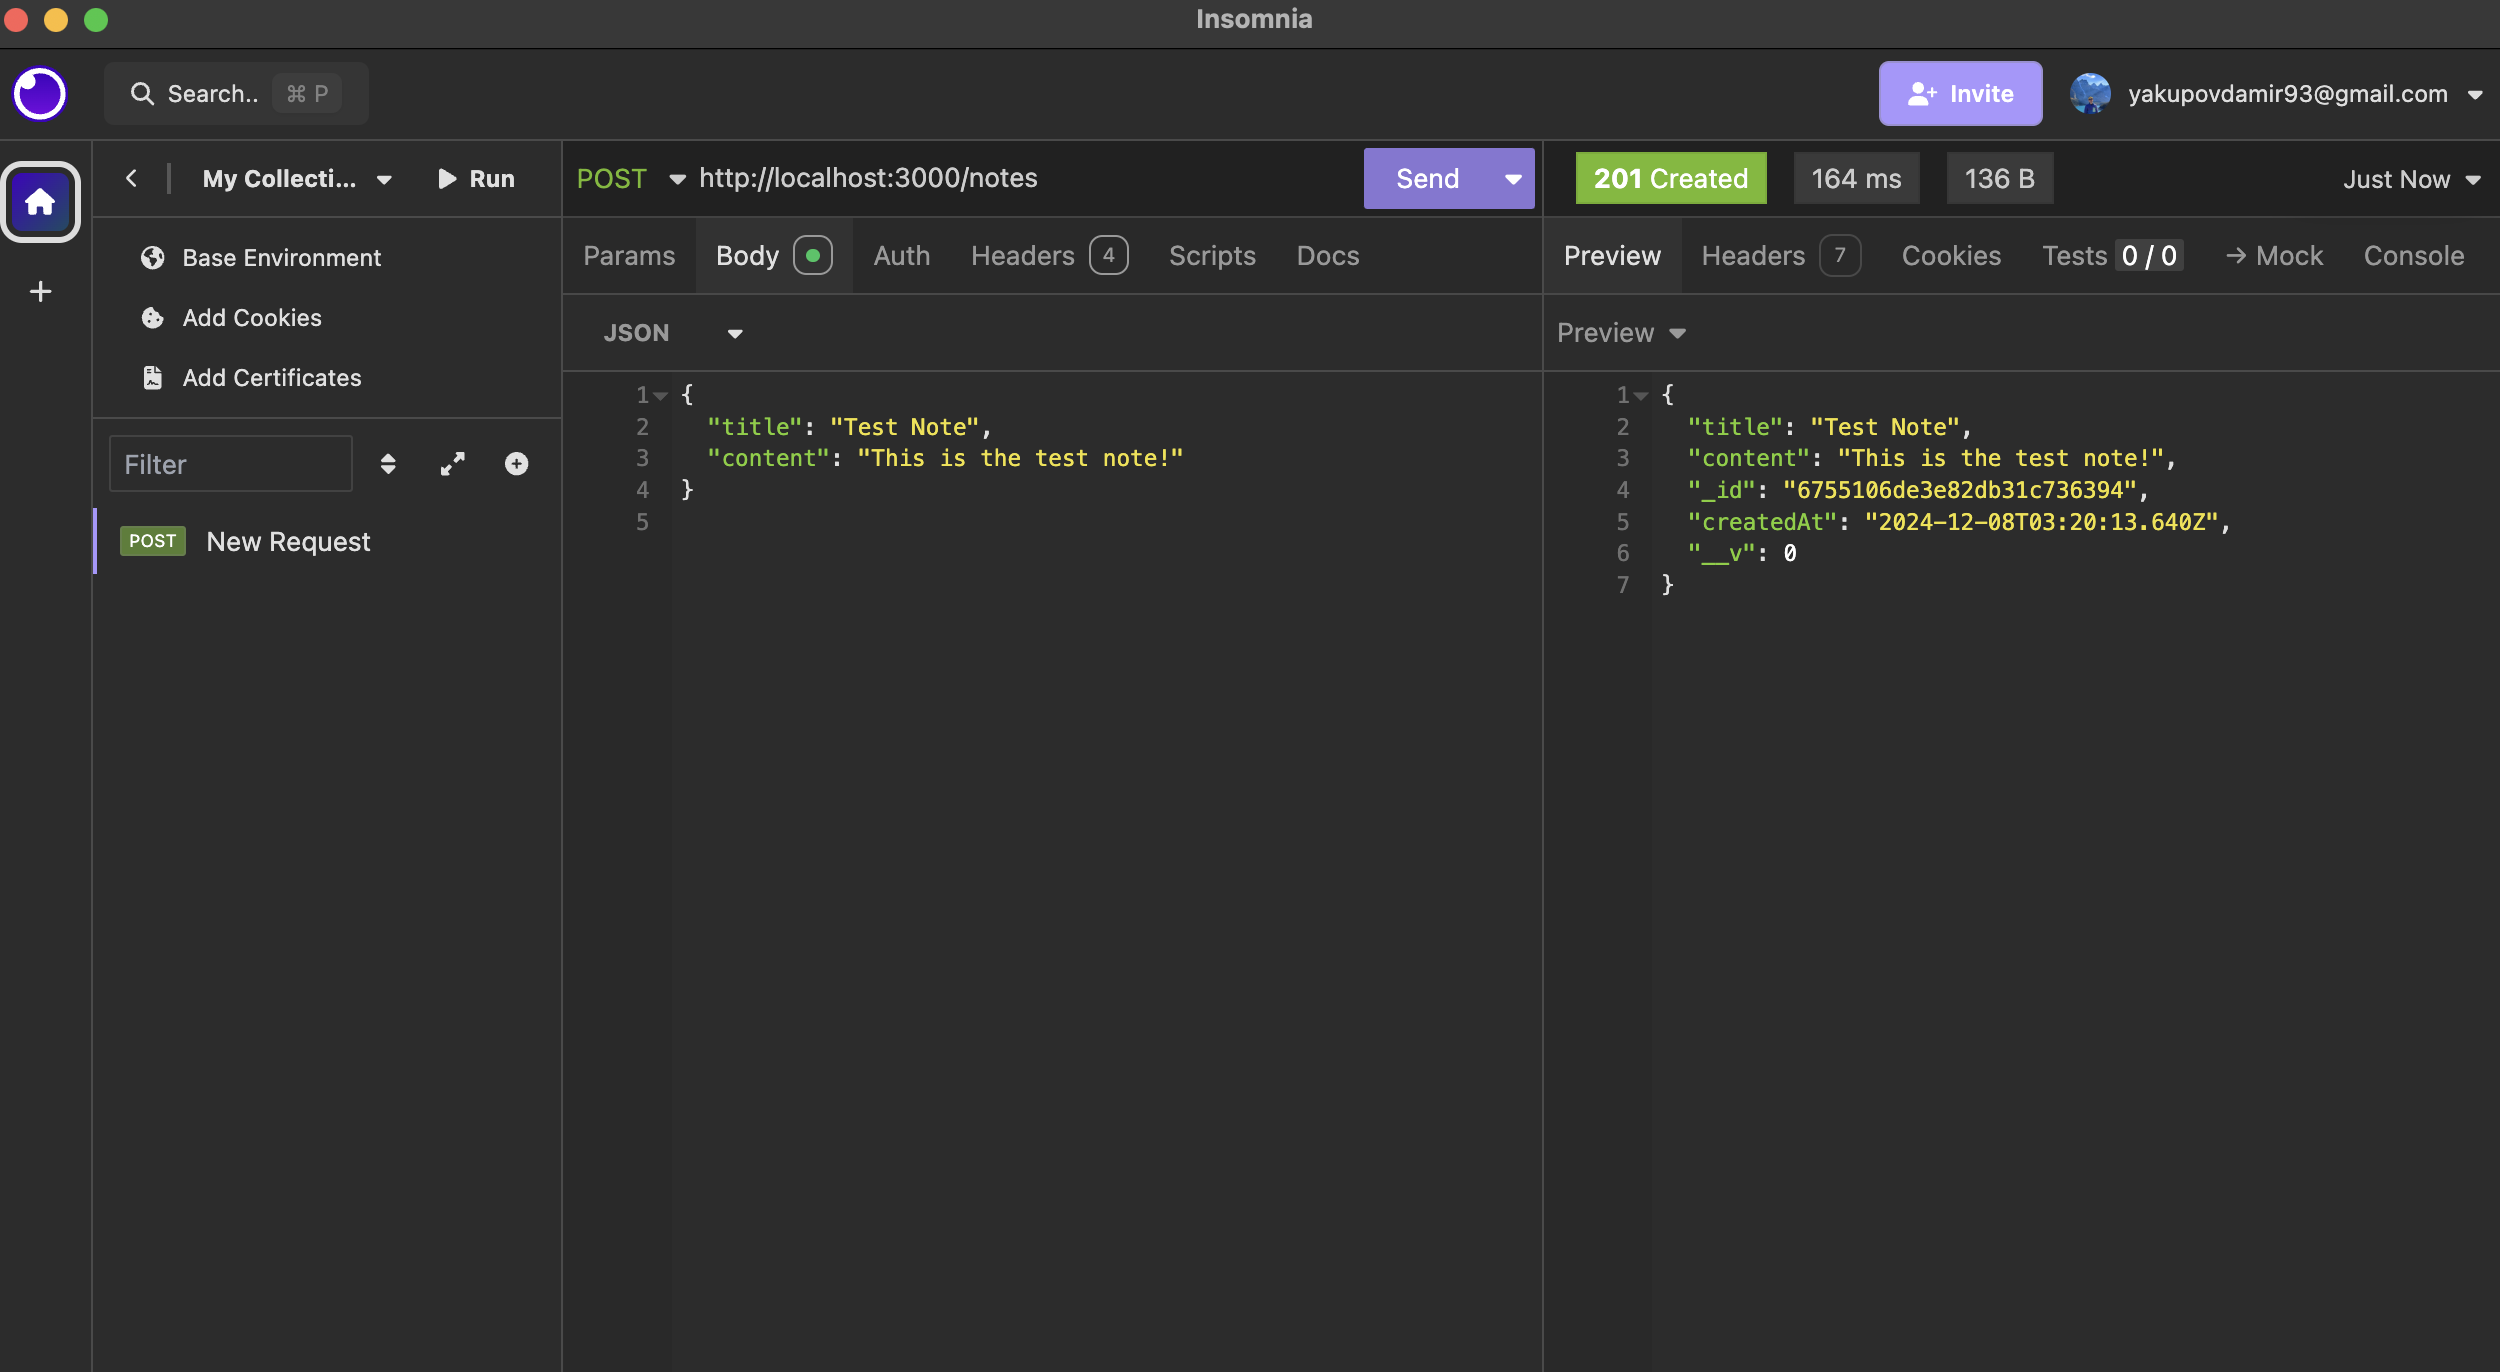 Insomnia
Search.. ⌘ P
Invite
yakupovdamir93@gmail.com
My Collecti...
Run
POST http://localhost:3000/notes
Send
201 Created
164 ms
136 B
Just Now
Base Environment
Add Cookies
Add Certificates
Filter
POST New Request
Params Body Auth Headers 4 Scripts Docs
JSON
1 {
2 "title": "Test Note",
3 "content": "This is the test note!"
4 }
5
Preview Headers 7 Cookies Tests 0 / 0 → Mock Console
Preview
1 {
2 "title": "Test Note",
3 "content": "This is the test note!",
4 "_id": "6755106de3e82db31c736394",
5 "createdAt": "2024-12-08T03:20:13.640Z",
6 "__v": 0
7 }